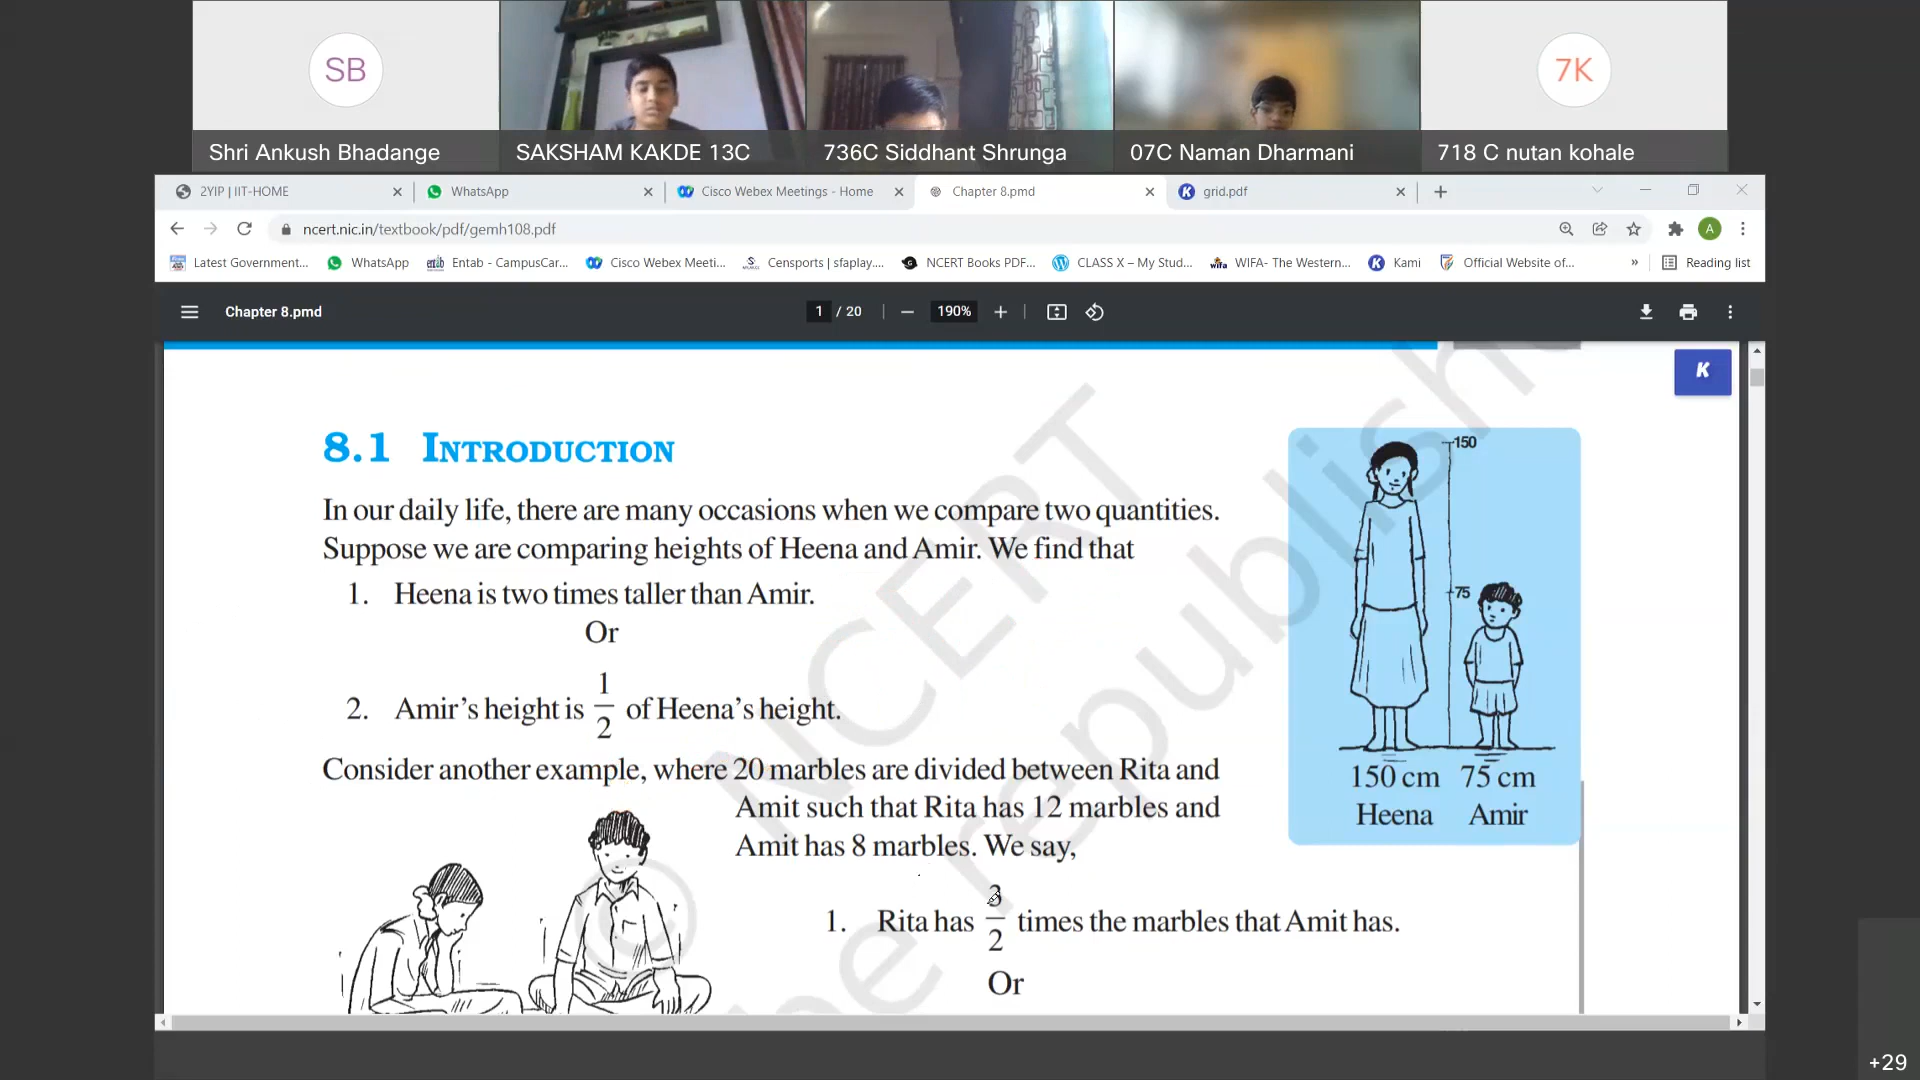 SB
7K
Shri Ankush Bhadange
SAKSHAM KAKDE 13C
736C Siddhant Shrunga
07C Naman Dharmani
718 C nutan kohale
2YIP | IIT-HOME
WhatsApp
Cisco Webex Meetings - Home
Chapter 8.pmd
K
grid.pdf
ncert.nic.in/textbook/pdf/gemh108.pdf
A
Latest Government...
WhatsApp
entab
Entab - CampusCar...
Cisco Webex Meeti...
Censports | sfaplay....
NCERT Books PDF...
CLASS X – My Stud...
wifa
WIFA- The Western...
K
Kami
Official Website of...
»
Reading list
Chapter 8.pmd
1 / 20
190%
K
8.1 INTRODUCTION
In our daily life, there are many occasions when we compare two quantities.
Suppose we are comparing heights of Heena and Amir. We find that
1. Heena is two times taller than Amir.
Or
2. Amir’s height is 1/2 of Heena’s height.
150
75
150 cm 75 cm
Heena Amir
Consider another example, where 20 marbles are divided between Rita and
Amit such that Rita has 12 marbles and
Amit has 8 marbles. We say,
1. Rita has 3/2 times the marbles that Amit has.
Or
© NCERT
be republishe
+29